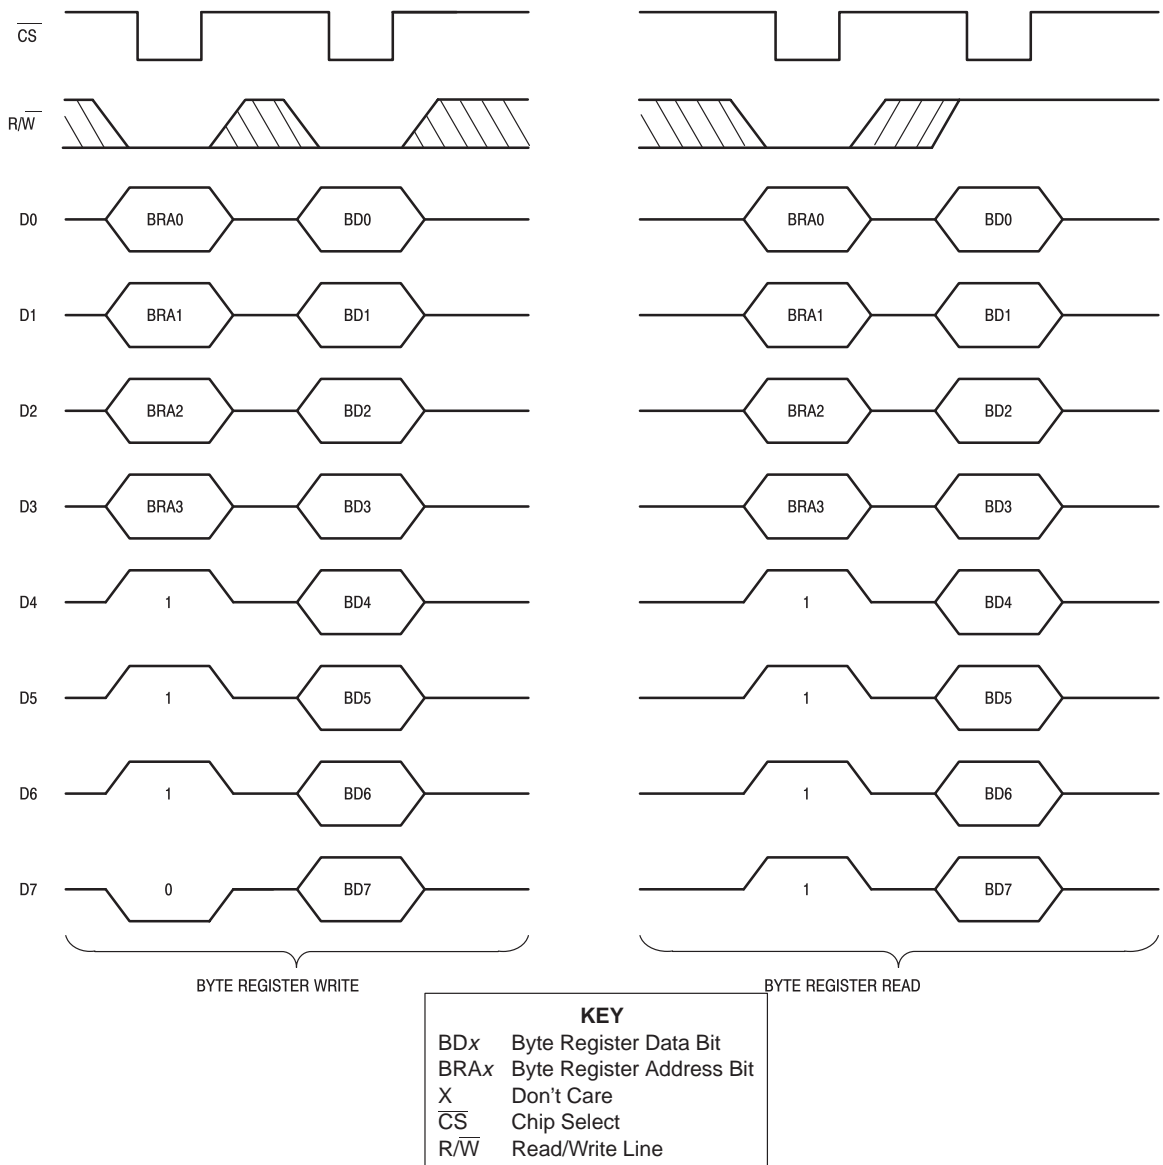 CS
R/W
D0 BRA0 BD0 BRA0 BD0
D1 BRA1 BD1 BRA1 BD1
D2 BRA2 BD2 BRA2 BD2
D3 BRA3 BD3 BRA3 BD3
D4 1 BD4 1 BD4
D5 1 BD5 1 BD5
D6 1 BD6 1 BD6
D7 0 BD7 1 BD7
BYTE REGISTER WRITE BYTE REGISTER READ
KEY
BDx Byte Register Data Bit
BRAx Byte Register Address Bit
X Don't Care
CS Chip Select
R/W Read/Write Line